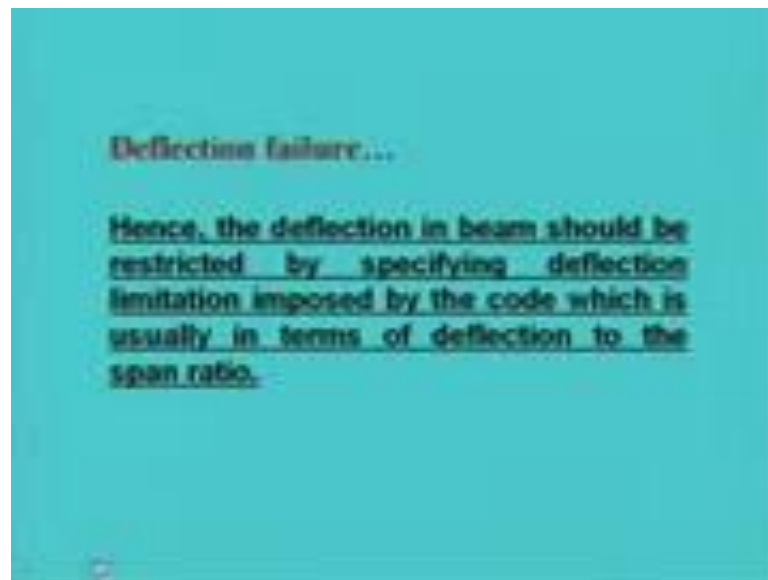 Deflection failure...
Hence, the deflection in beam should be
restricted by specifying deflection
limitation imposed by the code which is
usually in terms of deflection to the
span ratio.